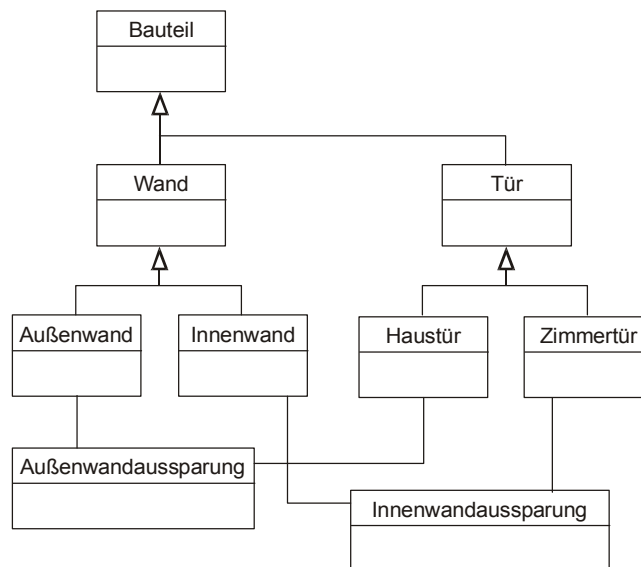 Bauteil
Wand
Tür
Außenwand
Innenwand
Haustür
Zimmertür
Außenwandaussparung
Innenwandaussparung